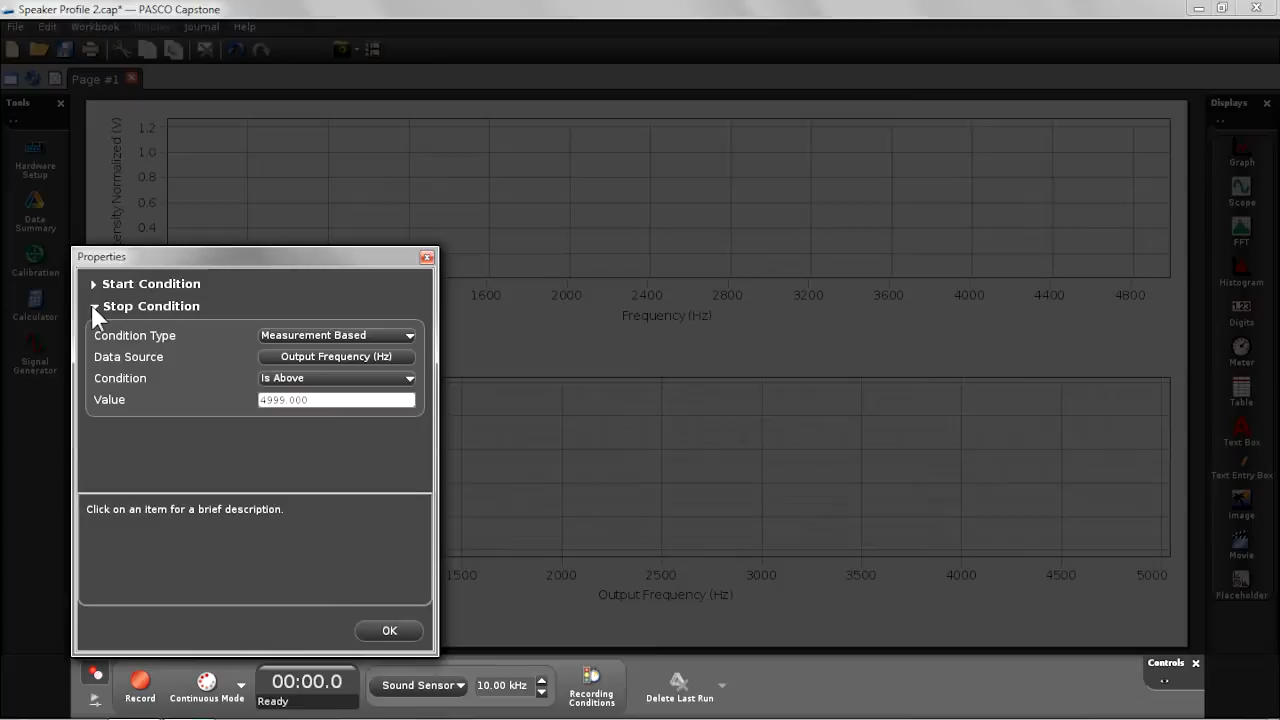 Speaker Profile 2.cap* — PASCO Capstone
File Edit Workbook Display Journal Help
Page #1
Tools
Hardware
Setup
Data
Summary
Calibration
Calculator
Signal
Generator
1.2
1.0
0.8
0.6
0.4
1600 2000 2400 2800 3200 3600 4000 4400 4800
Frequency (Hz)
1500 2000 2500 3000 3500 4000 4500 5000
Output Frequency (Hz)
Properties
Start Condition
Stop Condition
Condition Type Measurement Based
Data Source Output Frequency (Hz)
Condition Is Above
Value 4999.000
Click on an item for a brief description.
OK
Displays
Graph
Scope
FFT
Histogram
1.23
Digits
Meter
Table
Text Box
Text Entry Box
Image
Movie
Placeholder
Record
Continuous Mode
00:00.0
Ready
Sound Sensor
10.00 kHz
Recording
Conditions
Delete Last Run
Controls